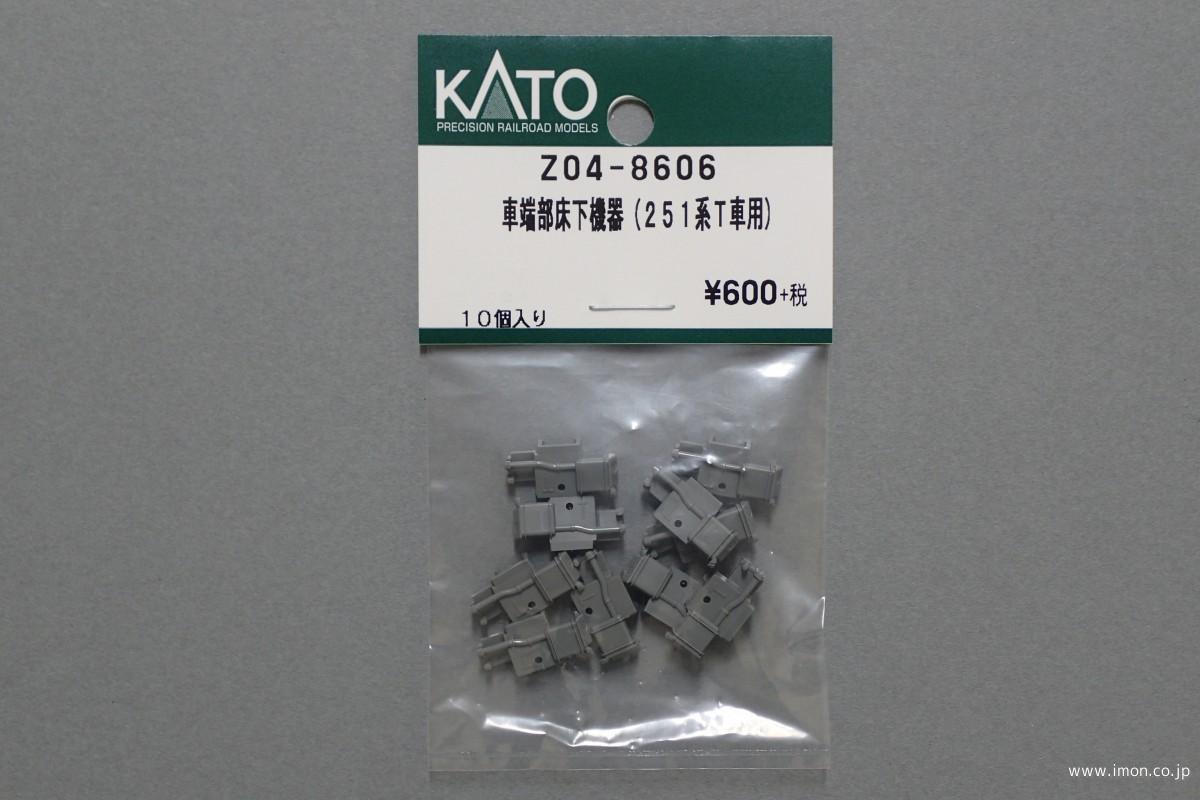 KATO
PRECISION RAILROAD MODELS
Z04-8606
車端部床下機器(251系T車用)
¥600+税
10個入り
www.imon.co.jp